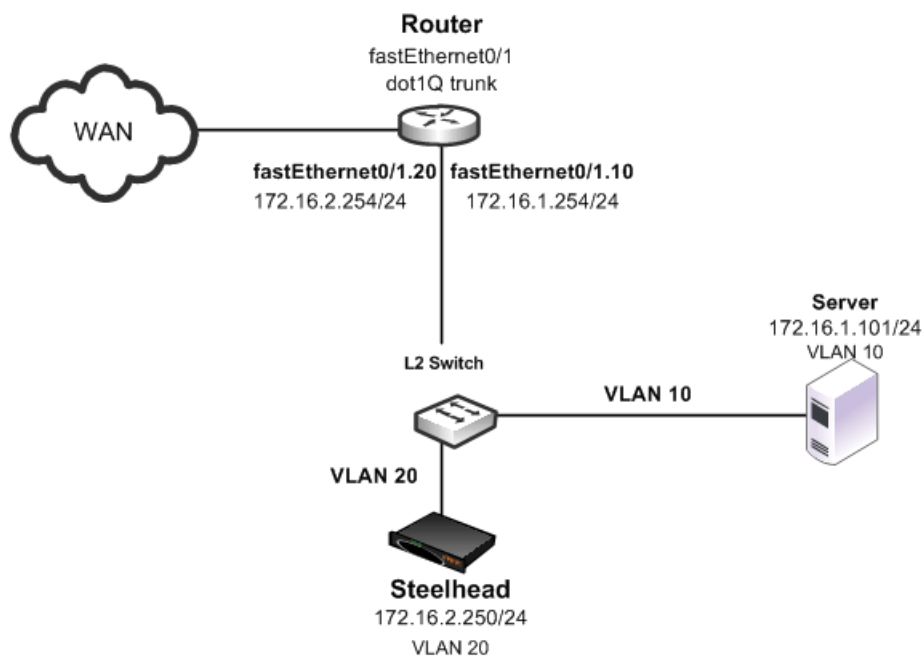 Router
fastEthernet0/1
dot1Q trunk
WAN
fastEthernet0/1.20
172.16.2.254/24
fastEthernet0/1.10
172.16.1.254/24
Server
172.16.1.101/24
VLAN 10
L2 Switch
VLAN 10
VLAN 20
Steelhead
172.16.2.250/24
VLAN 20